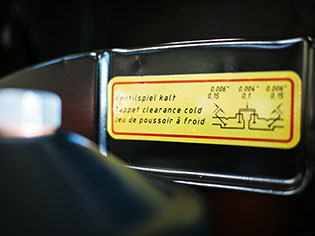 0,006" 0,004" 0,006"
Ventilspiel kalt 0,15 0,1 0,15
Tappet clearance cold
Jeu de poussoir à froid